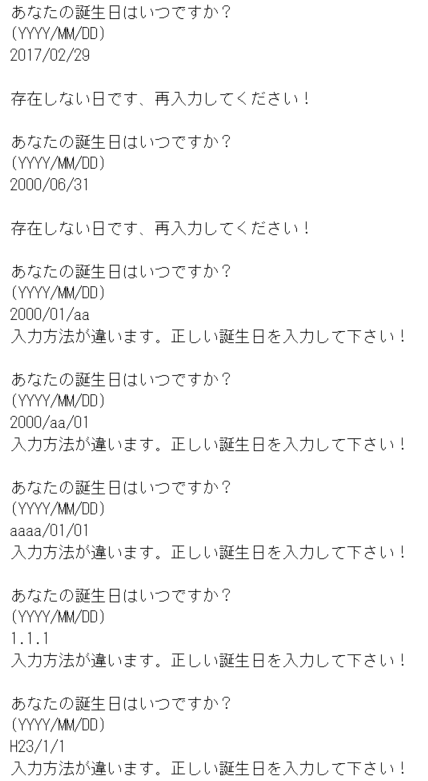 あなたの誕生日はいつですか？
(YYYY/MM/DD)
2017/02/29
存在しない日です、再入力してください！
あなたの誕生日はいつですか？
(YYYY/MM/DD)
2000/06/31
存在しない日です、再入力してください！
あなたの誕生日はいつですか？
(YYYY/MM/DD)
2000/01/aa
入力方法が違います。正しい誕生日を入力して下さい！
あなたの誕生日はいつですか？
(YYYY/MM/DD)
2000/aa/01
入力方法が違います。正しい誕生日を入力して下さい！
あなたの誕生日はいつですか？
(YYYY/MM/DD)
aaaa/01/01
入力方法が違います。正しい誕生日を入力して下さい！
あなたの誕生日はいつですか？
(YYYY/MM/DD)
1.1.1
入力方法が違います。正しい誕生日を入力して下さい！
あなたの誕生日はいつですか？
(YYYY/MM/DD)
H23/1/1
入力方法が違います。正しい誕生日を入力して下さい！